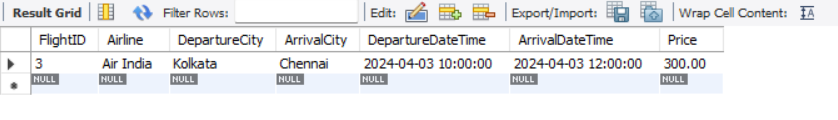 Result Grid Filter Rows: Edit: Export/Import: Wrap Cell Content: IA
FlightID Airline DepartureCity ArrivalCity DepartureDateTime ArrivalDateTime Price
3 Air India Kolkata Chennai 2024-04-03 10:00:00 2024-04-03 12:00:00 300.00
NULL NULL NULL NULL NULL NULL NULL